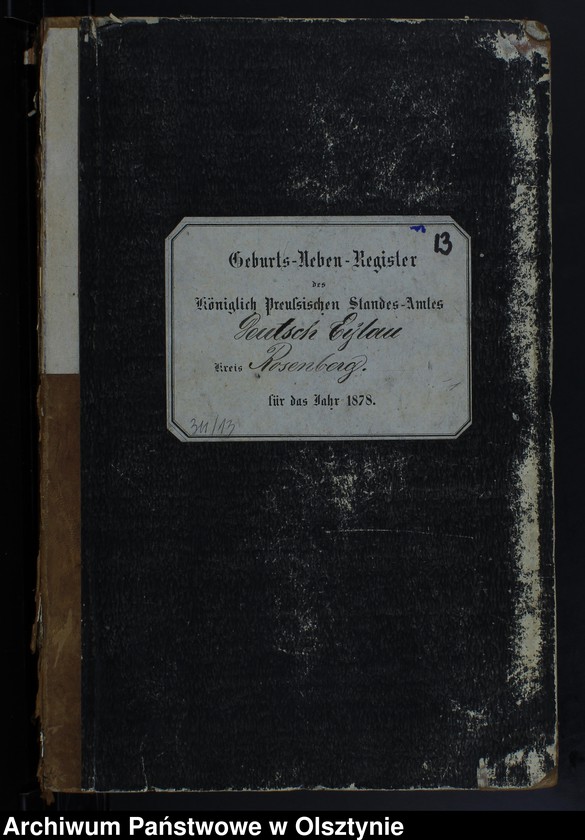 13
Geburts-Neben-Register
des
Königlich Preußischen Standes-Amtes
Deutsch Eylau
Kreis Rosenberg.
für das Jahr 1878.
311/13
Archiwum Państwowe w Olsztynie